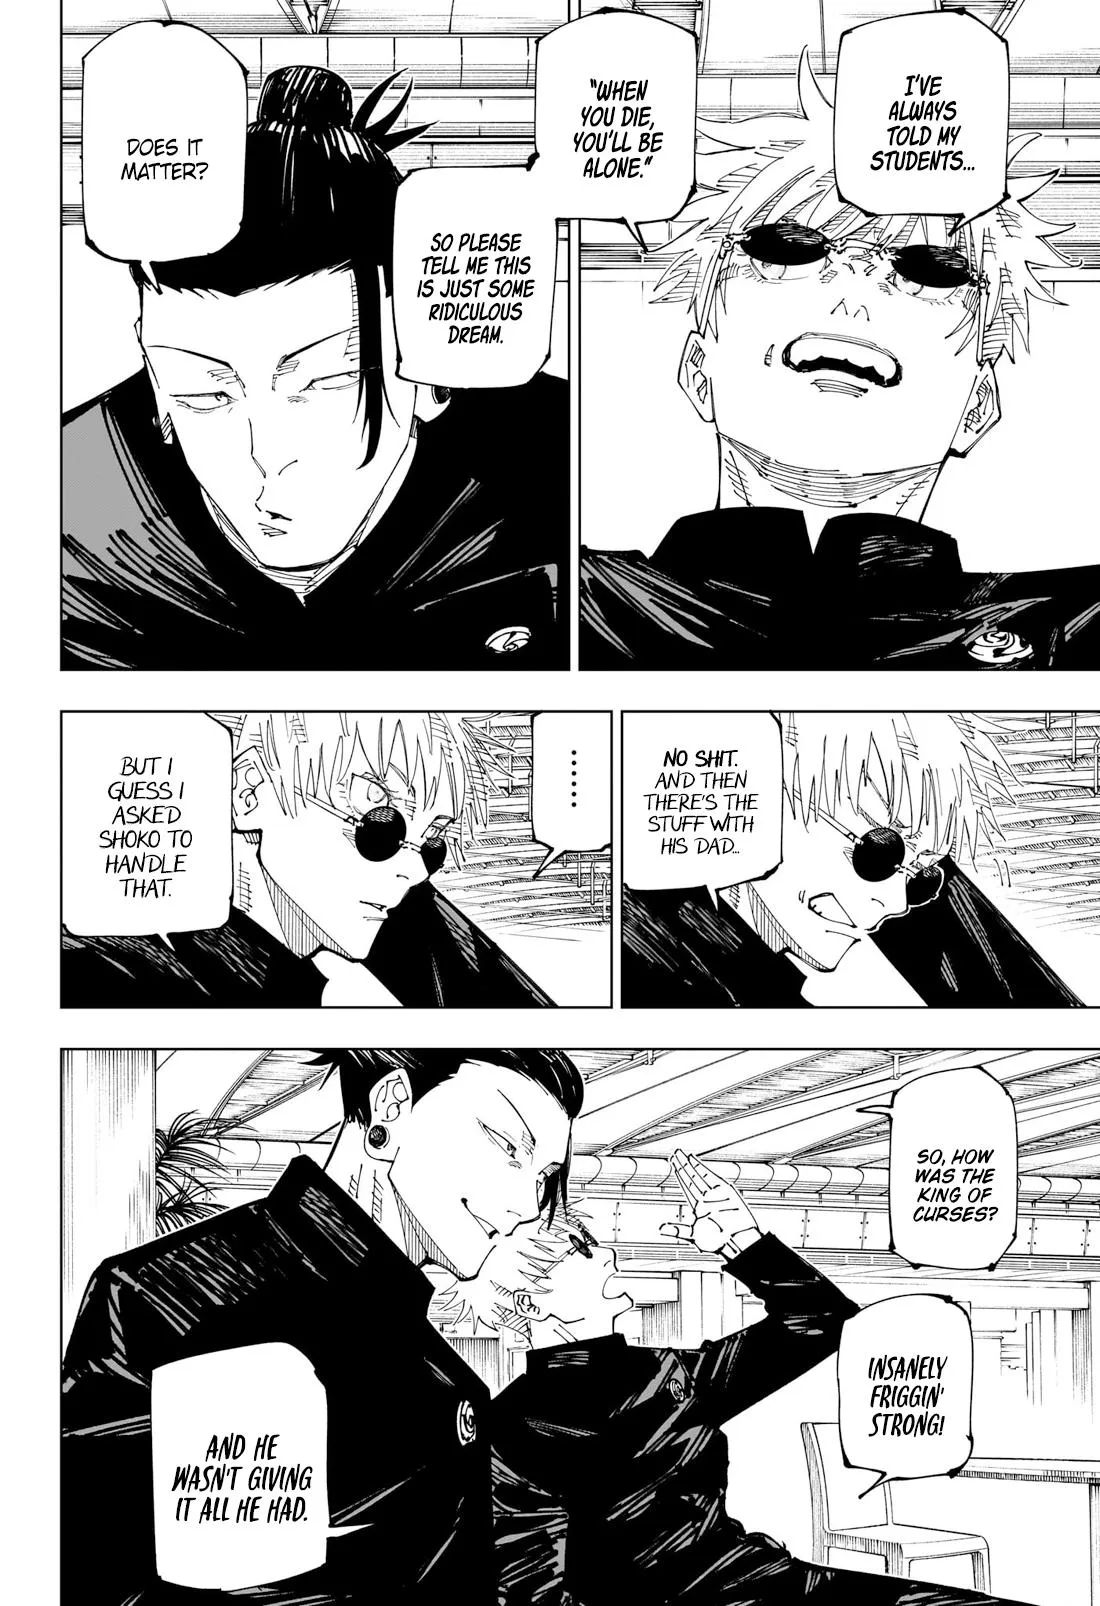 I'VE
ALWAYS
TOLD MY
STUDENTS...
"WHEN
YOU DIE,
YOU'LL BE
ALONE."
SO PLEASE
TELL ME THIS
IS JUST SOME
RIDICULOUS
DREAM.
DOES IT
MATTER?
NO SHIT.
AND THEN
THERE'S THE
STUFF WITH
HIS DAD...
......
BUT I
GUESS I
ASKED
SHOKO TO
HANDLE
THAT.
SO, HOW
WAS THE
KING OF
CURSES?
INSANELY
FRIGGIN'
STRONG!
AND HE
WASN'T GIVING
IT ALL HE HAD.